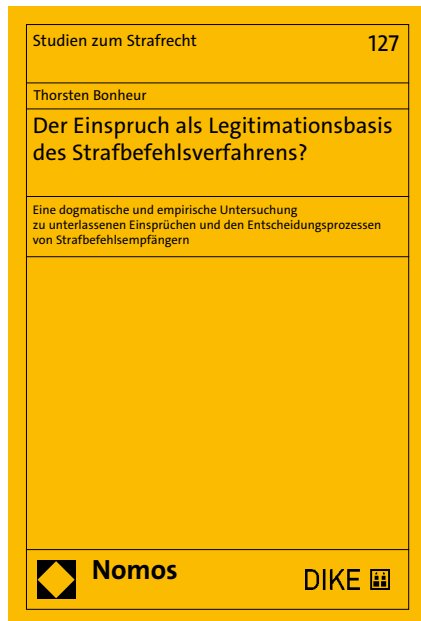 Studien zum Strafrecht 127
Thorsten Bonheur
Der Einspruch als Legitimationsbasis
des Strafbefehlsverfahrens?
Eine dogmatische und empirische Untersuchung
zu unterlassenen Einsprüchen und den Entscheidungsprozessen
von Strafbefehlsempfängern
Nomos
DIKE